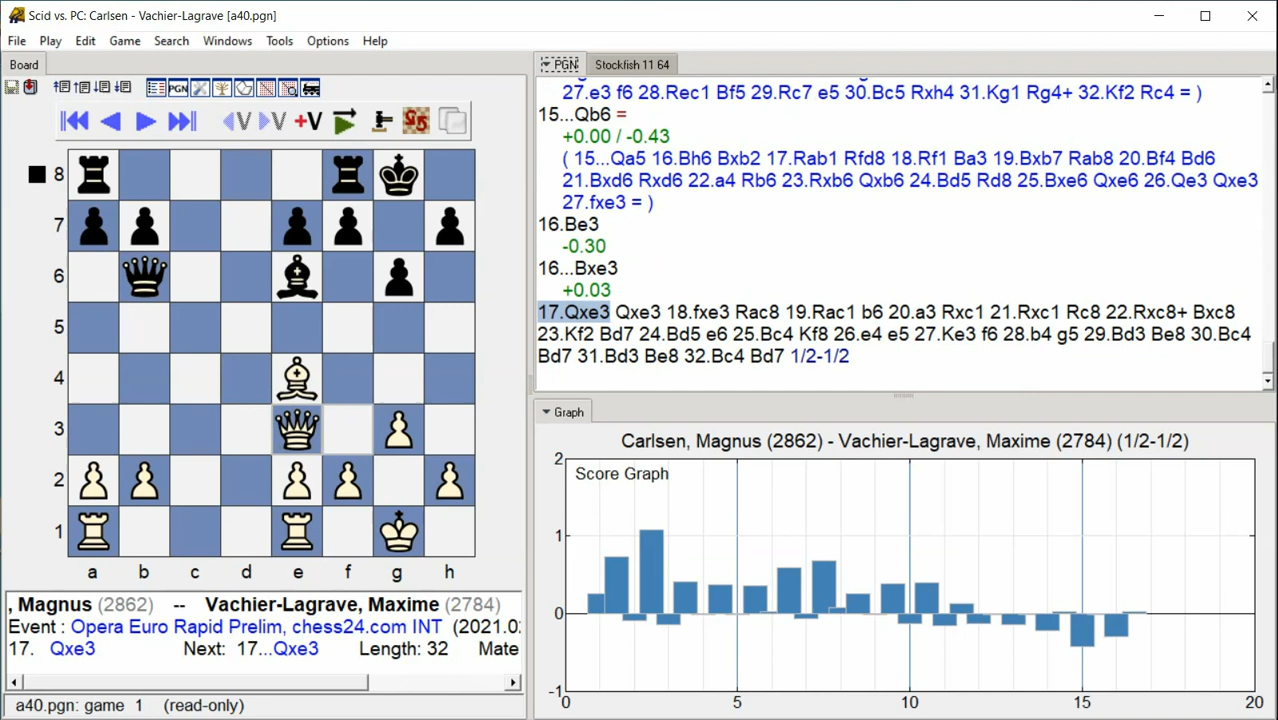 Scid vs. PC: Carlsen - Vachier-Lagrave [a40.pgn]
File Play Edit Game Search Windows Tools Options Help
Board
PGN
V V +V
8
7
6
5
4
3
2
1
a b c d e f g h
, Magnus (2862) -- Vachier-Lagrave, Maxime (2784)
Event : Opera Euro Rapid Prelim, chess24.com INT (2021.02
17. Qxe3 Next: 17...Qxe3 Length: 32 Mate
a40.pgn: game 1 (read-only)
PGN Stockfish 11 64
27.e3 f6 28.Rec1 Bf5 29.Rc7 e5 30.Bc5 Rxh4 31.Kg1 Rg4+ 32.Kf2 Rc4 = )
15...Qb6 =
+0.00 / -0.43
( 15...Qa5 16.Bh6 Bxb2 17.Rab1 Rfd8 18.Rf1 Ba3 19.Bxb7 Rab8 20.Bf4 Bd6
21.Bxd6 Rxd6 22.a4 Rb6 23.Rxb6 Qxb6 24.Bd5 Rd8 25.Bxe6 Qxe6 26.Qe3 Qxe3
27.fxe3 = )
16.Be3
-0.30
16...Bxe3
+0.03
17.Qxe3 Qxe3 18.fxe3 Rac8 19.Rac1 b6 20.a3 Rxc1 21.Rxc1 Rc8 22.Rxc8+ Bxc8
23.Kf2 Bd7 24.Bd5 e6 25.Bc4 Kf8 26.e4 e5 27.Ke3 f6 28.b4 g5 29.Bd3 Be8 30.Bc4
Bd7 31.Bd3 Be8 32.Bc4 Bd7 1/2-1/2
Graph
Carlsen, Magnus (2862) - Vachier-Lagrave, Maxime (2784) (1/2-1/2)
Score Graph
2
1
0
-1
0 5 10 15 20